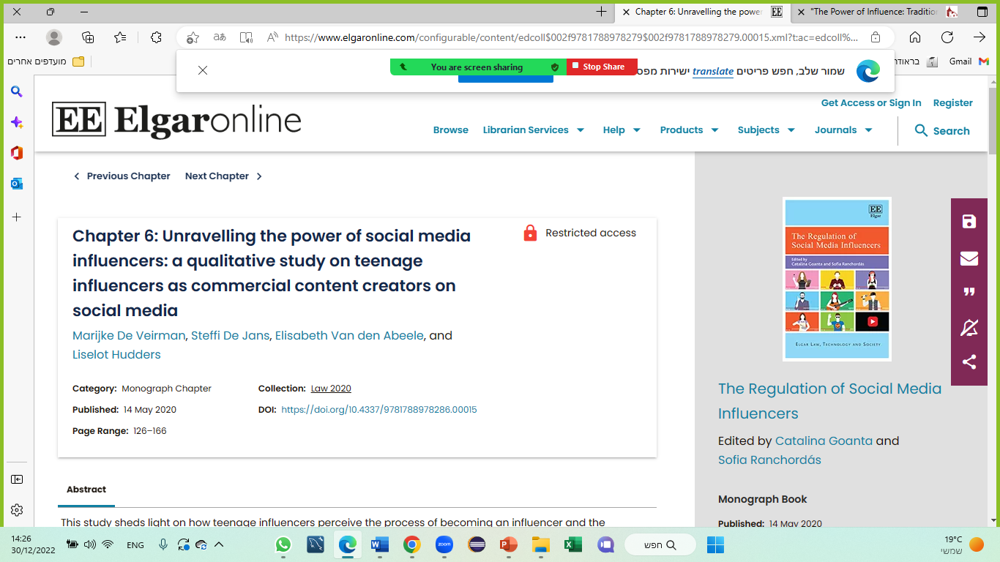 Chapter 6: Unravelling the power
"The Power of Influence: Traditio
https://www.elgaronline.com/configurable/content/edcoll$002f9781788978279$002f9781788978279.00015.xml?t:ac=edcoll%...
מועדפים אחרים
Gmail
You are screen sharing
Stop Share
שמור שלב, חפש פריטים translate ישירות
EE Elgaronline
Get Access or Sign In Register
Browse Librarian Services Help Products Subjects Journals Search
Previous Chapter Next Chapter
Chapter 6: Unravelling the power of social media
influencers: a qualitative study on teenage
influencers as commercial content creators on
social media
Restricted access
Marijke De Veirman, Steffi De Jans, Elisabeth Van den Abeele, and
Liselot Hudders
Category: Monograph Chapter Collection: Law 2020
Published: 14 May 2020 DOI: https://doi.org/10.4337/9781788978286.00015
Page Range: 126–166
Abstract
This study sheds light on how teenage influencers perceive the process of becoming an influencer and the
EE
Elgar
The Regulation of
Social Media Influencers
Edited by
Catalina Goanta and Sofia Ranchordás
Elgar Law, Technology and Society
The Regulation of Social Media
Influencers
Edited by Catalina Goanta and
Sofia Ranchordás
Monograph Book
Published: 14 May 2020
14:26
30/12/2022
ENG
zoom
חפש
19°C
שמשי